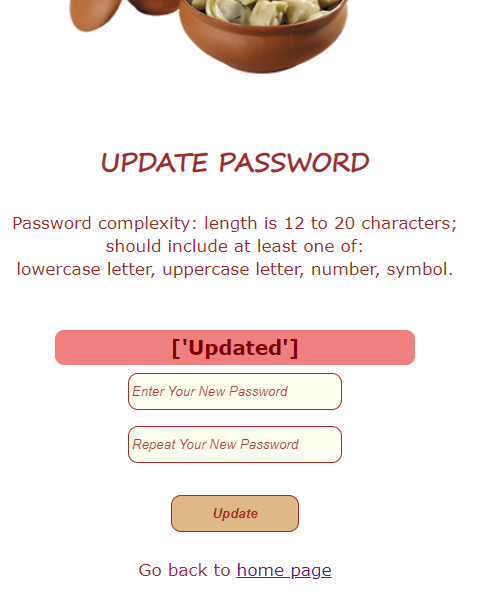 UPDATE PASSWORD
Password complexity: length is 12 to 20 characters;
should include at least one of:
lowercase letter, uppercase letter, number, symbol.
['Updated']
Enter Your New Password
Repeat Your New Password
Update
Go back to home page